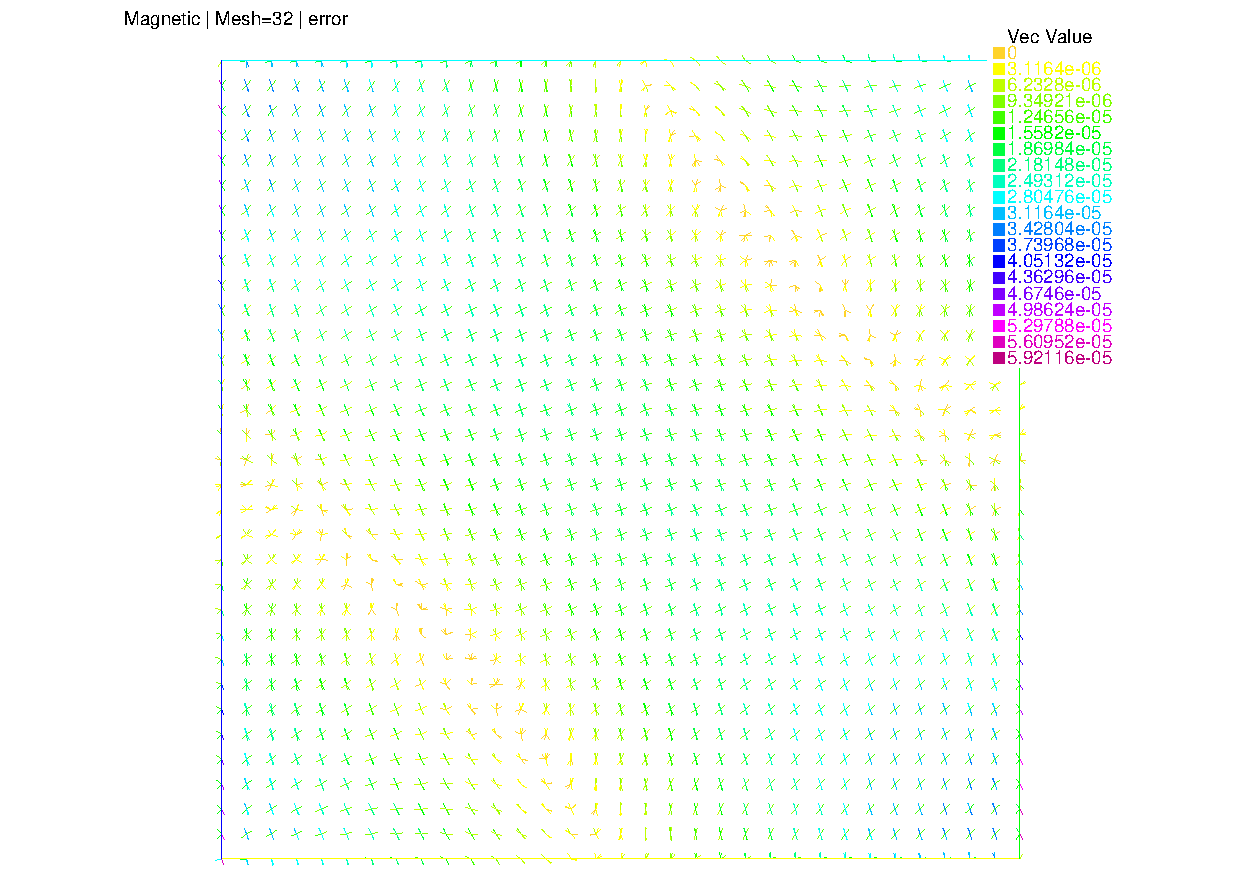 Magnetic | Mesh=32 | error
Vec Value
0
3.1164e-06
6.2328e-06
9.34921e-06
1.24656e-05
1.5582e-05
1.86984e-05
2.18148e-05
2.49312e-05
2.80476e-05
3.1164e-05
3.42804e-05
3.73968e-05
4.05132e-05
4.36296e-05
4.6746e-05
4.98624e-05
5.29788e-05
5.60952e-05
5.92116e-05